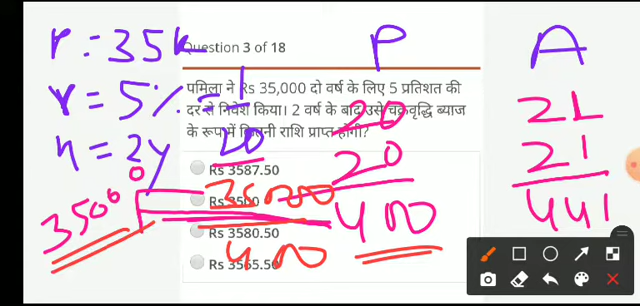 r = 35k
Question 3 of 18
P
A
पमिला ने Rs 35,000 दो वर्ष के लिए 5 प्रतिशत की
r = 5% = 1
20
दर से निवेश किया। 2 वर्ष के बाद उसे चक्रवृद्धि ब्याज
के रूप में कितनी राशि प्राप्त होगी?
n = 2y
20
20
400
21
21
441
Rs 3587.50
Rs 3500
Rs 3580.50
Rs 3565.50
35000
35000
400